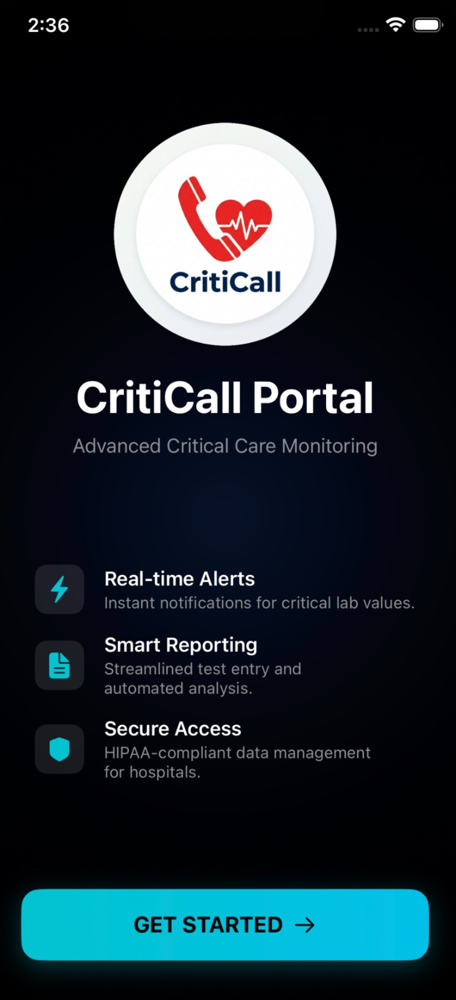 2:36
CritiCall
CritiCall Portal
Advanced Critical Care Monitoring
Real-time Alerts
Instant notifications for critical lab values.
Smart Reporting
Streamlined test entry and
automated analysis.
Secure Access
HIPAA-compliant data management
for hospitals.
GET STARTED →